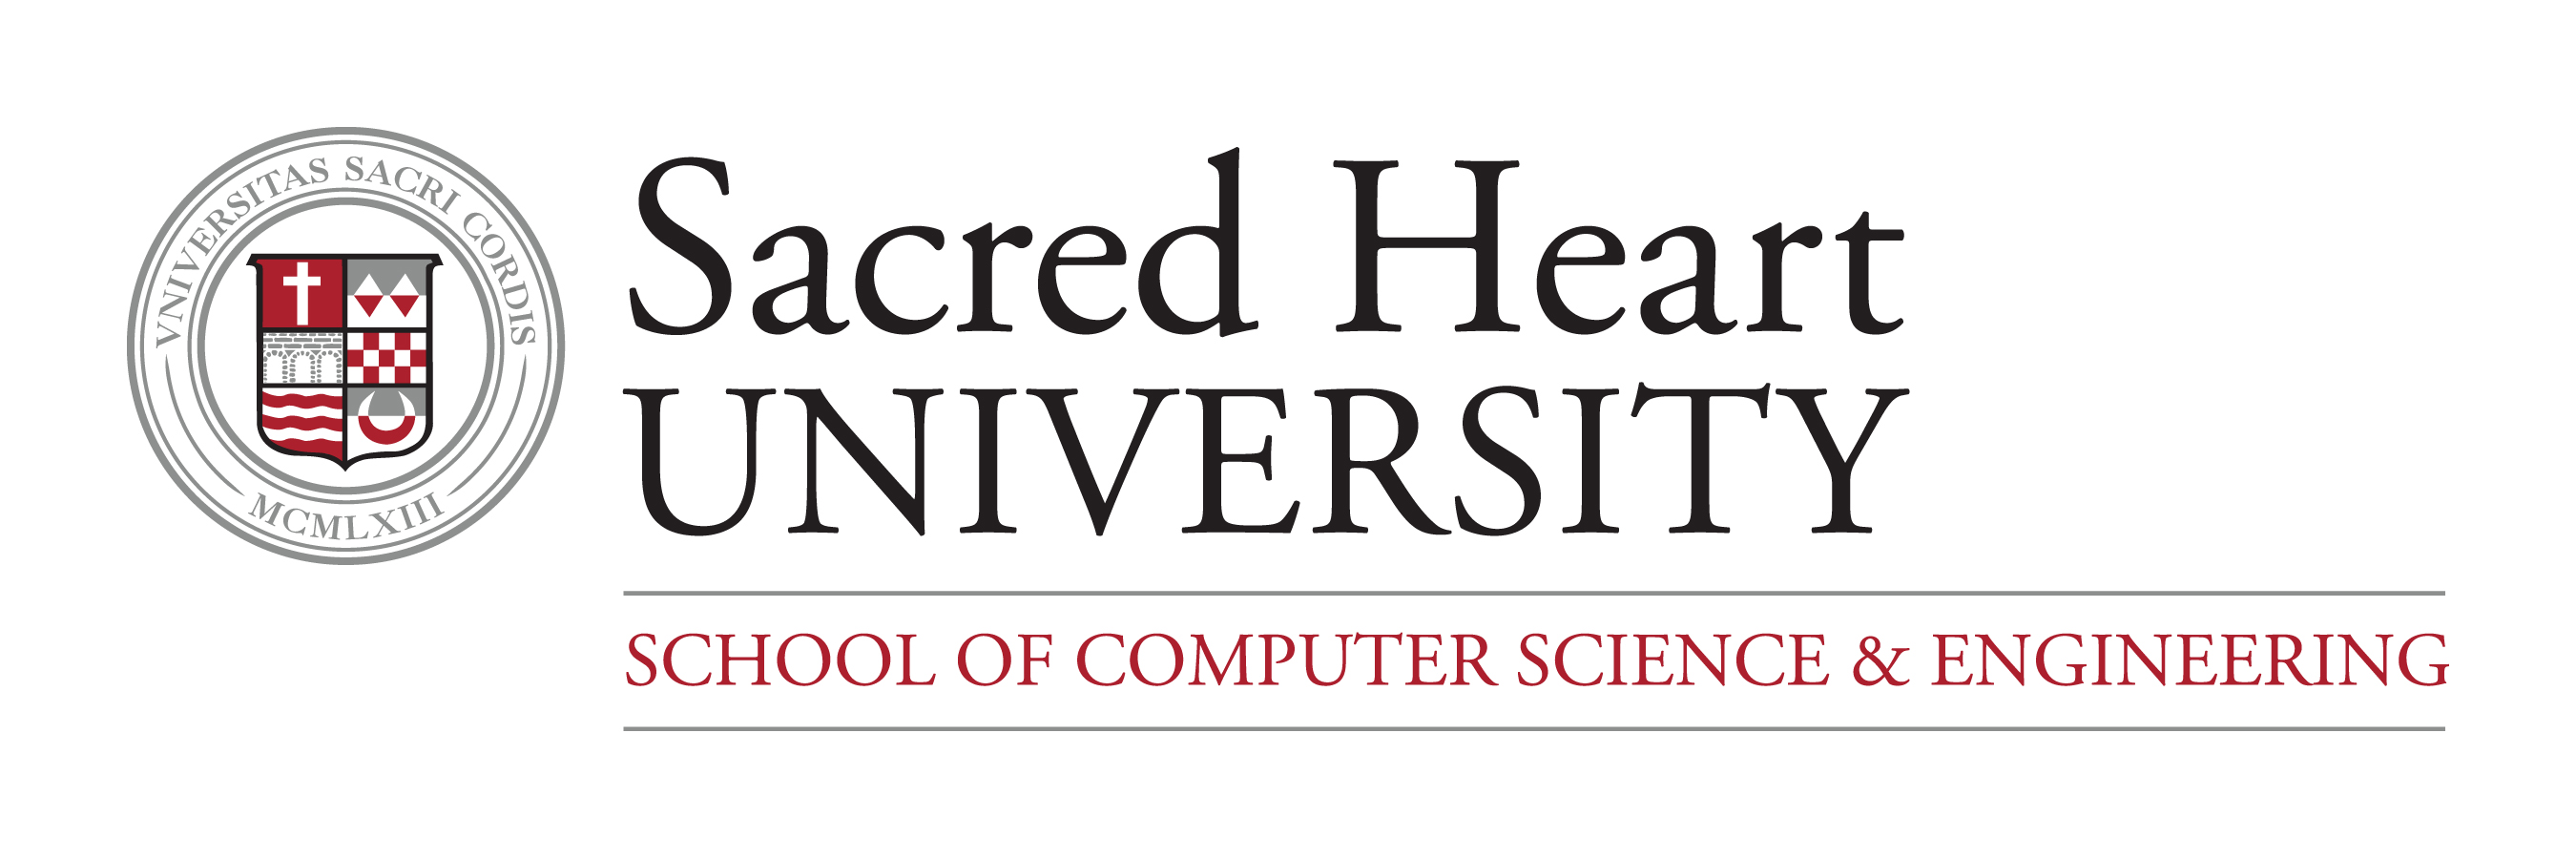 VNIVERSITAS SACRI CORDIS
MCMLXIII
Sacred Heart
UNIVERSITY
SCHOOL OF COMPUTER SCIENCE & ENGINEERING